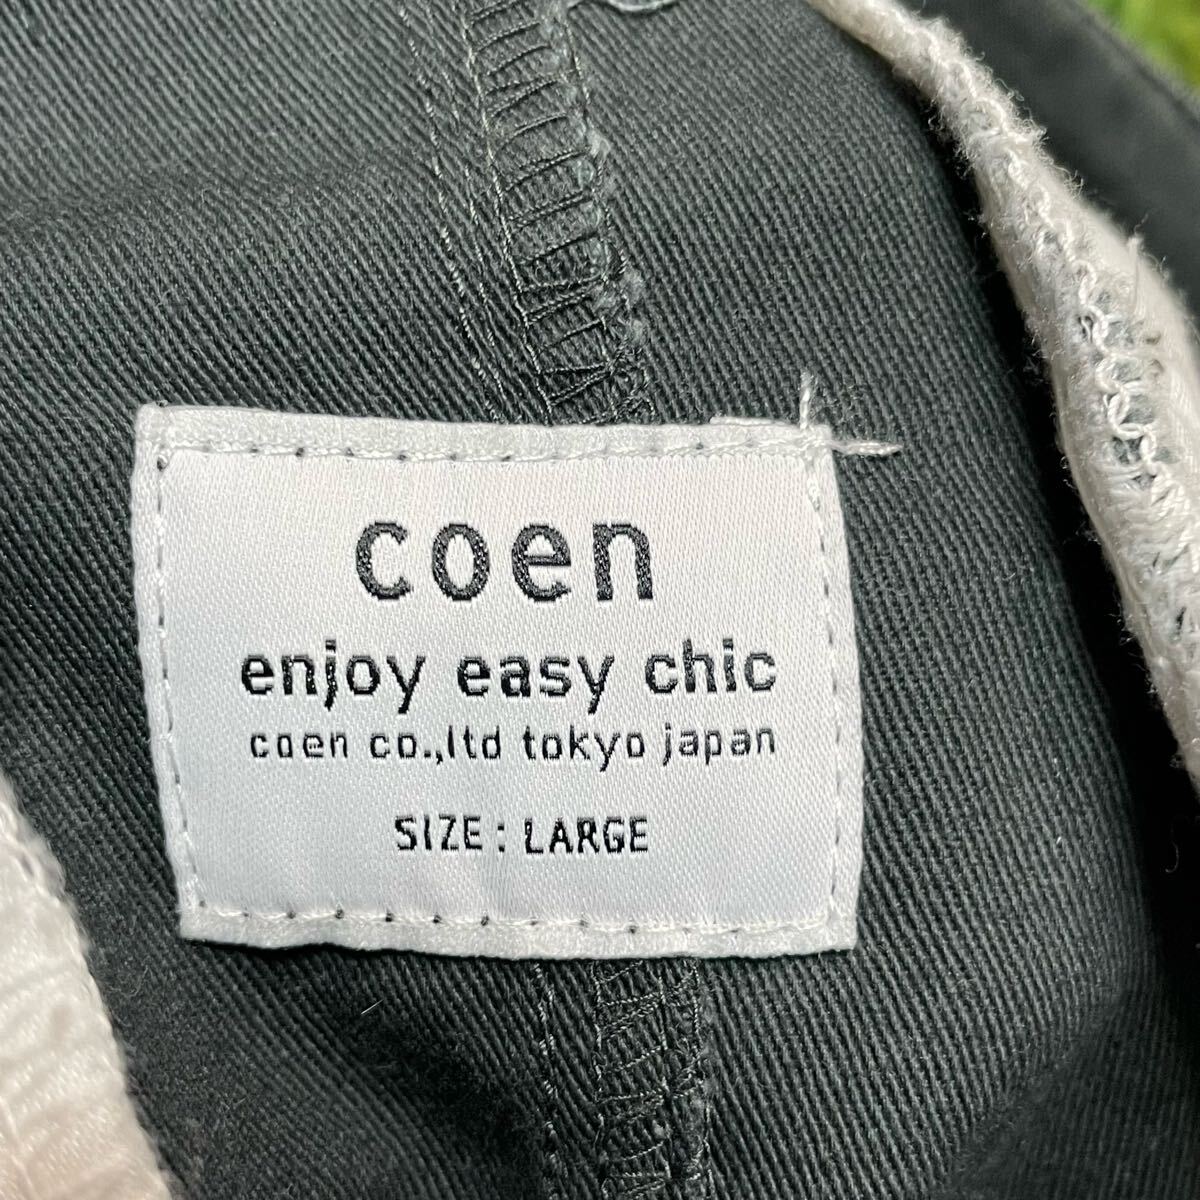 coen
enjoy easy chic
coen co.,ltd tokyo japan
SIZE : LARGE